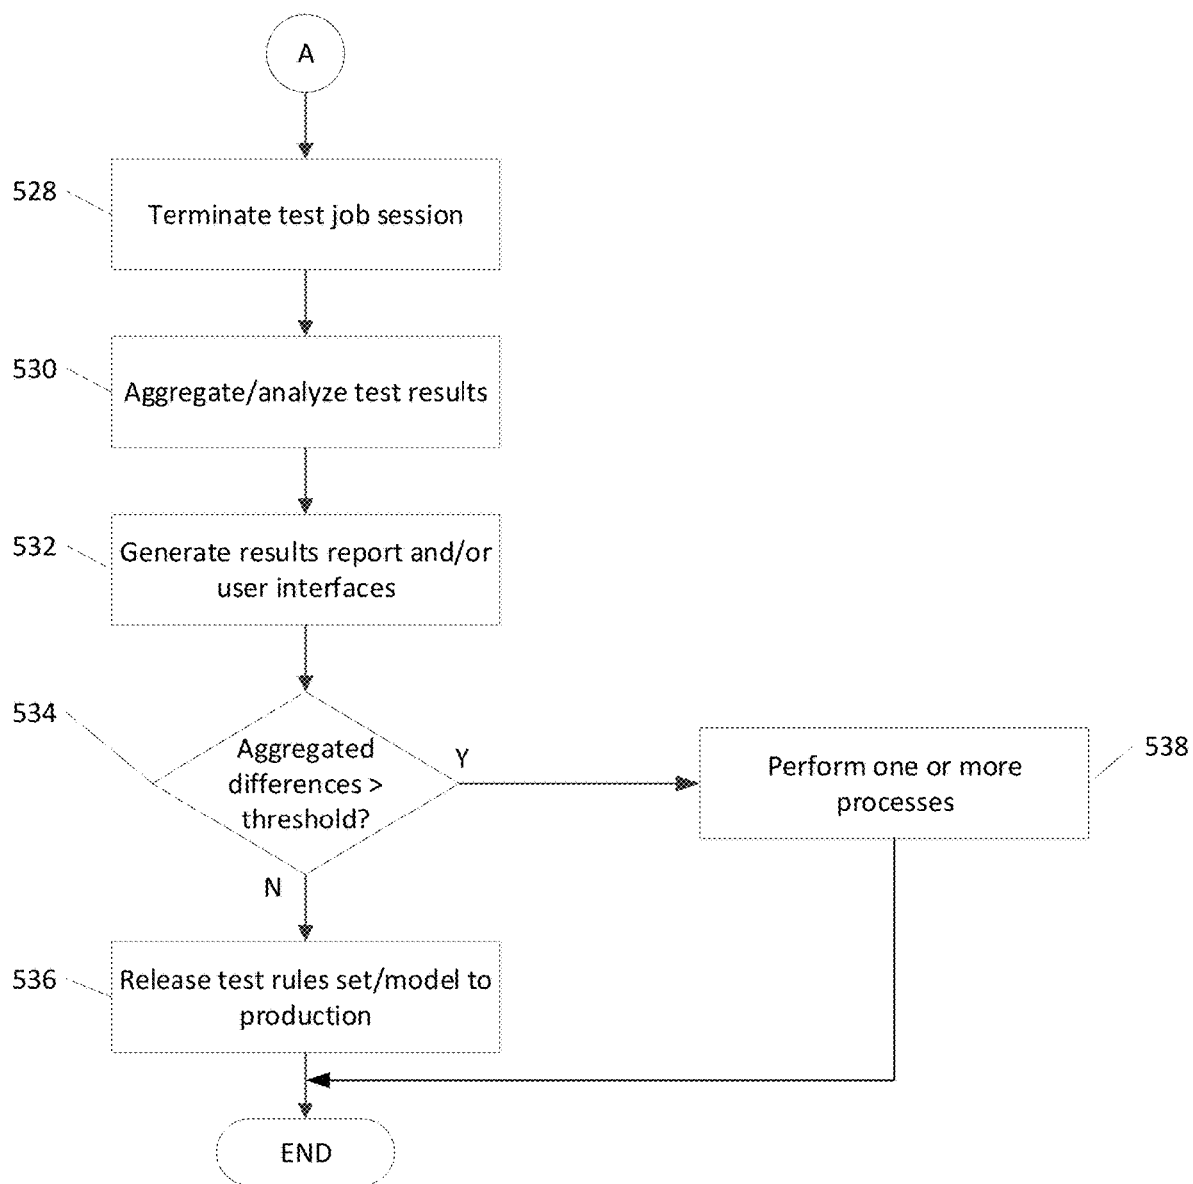 A
528
Terminate test job session
530
Aggregate/analyze test results
532
Generate results report and/or
user interfaces
534
Aggregated
differences >
threshold?
Y
Perform one or more
processes
538
N
536
Release test rules set/model to
production
END